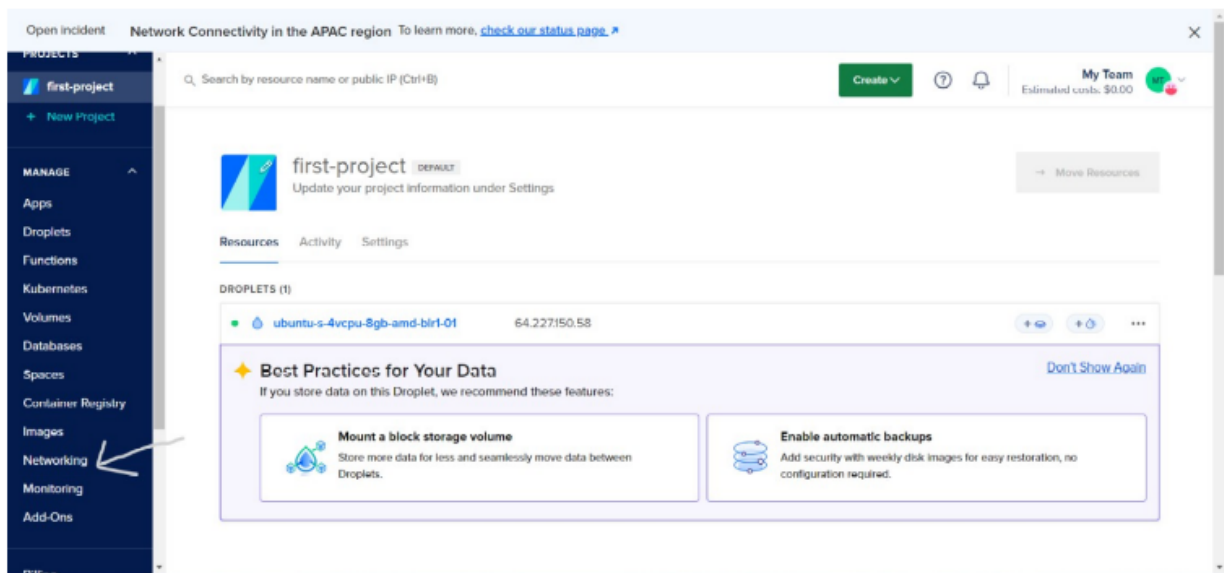 Open incident Network Connectivity in the APAC region To learn more, check our status page
PROJECTS
first-project
+ New Project
MANAGE
Apps
Droplets
Functions
Kubernetes
Volumes
Databases
Spaces
Container Registry
Images
Networking
Monitoring
Add-Ons
Billing
Search by resource name or public IP (Ctrl+B)
Create
My Team
Estimated costs: $0.00
MT
first-project DEFAULT
Update your project information under Settings
→ Move Resources
Resources Activity Settings
DROPLETS (1)
ubuntu-s-4vcpu-8gb-amd-blr1-01 64.227.150.58
Best Practices for Your Data
Don't Show Again
If you store data on this Droplet, we recommend these features:
Mount a block storage volume
Store more data for less and seamlessly move data between
Droplets.
Enable automatic backups
Add security with weekly disk images for easy restoration, no
configuration required.